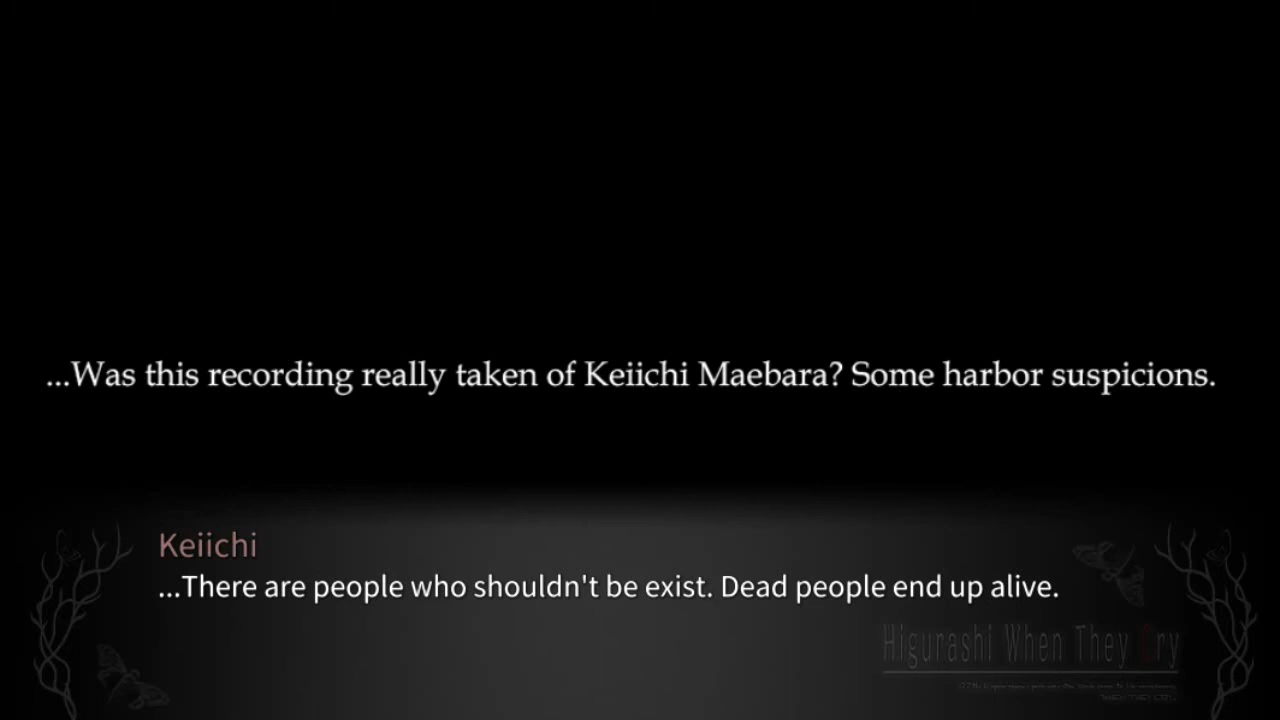 ...Was this recording really taken of Keiichi Maebara? Some harbor suspicions.
Keiichi
...There are people who shouldn't be exist. Dead people end up alive.
Higurashi When They Cry